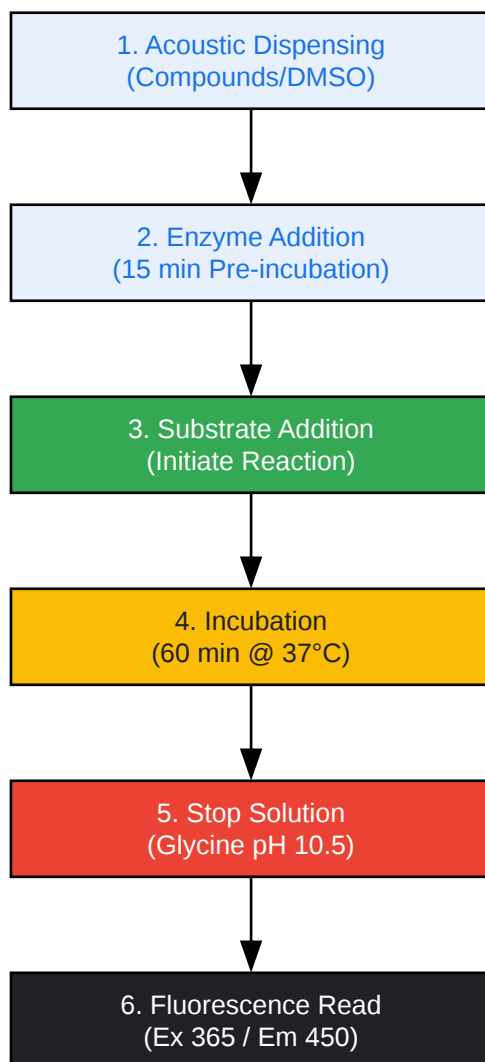 1. Acoustic Dispensing
(Compounds/DMSO)
2. Enzyme Addition
(15 min Pre-incubation)
3. Substrate Addition
(Initiate Reaction)
4. Incubation
(60 min @ 37°C)
5. Stop Solution
(Glycine pH 10.5)
6. Fluorescence Read
(Ex 365 / Em 450)